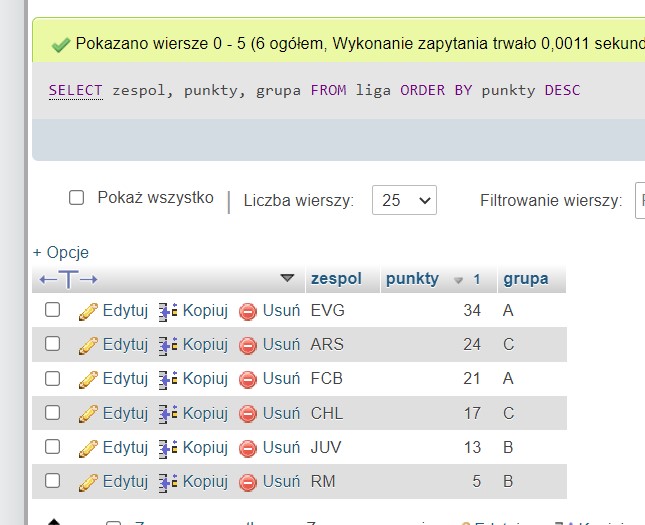 Pokazano wiersze 0 - 5 (6 ogółem, Wykonanie zapytania trwało 0,0011 sekund
SELECT zespol, punkty, grupa FROM liga ORDER BY punkty DESC
Pokaż wszystko | Liczba wierszy: 25 Filtrowanie wierszy:
+ Opcje
←T→ zespol punkty 1 grupa
Edytuj Kopiuj Usuń EVG 34 A
Edytuj Kopiuj Usuń ARS 24 C
Edytuj Kopiuj Usuń FCB 21 A
Edytuj Kopiuj Usuń CHL 17 C
Edytuj Kopiuj Usuń JUV 13 B
Edytuj Kopiuj Usuń RM 5 B